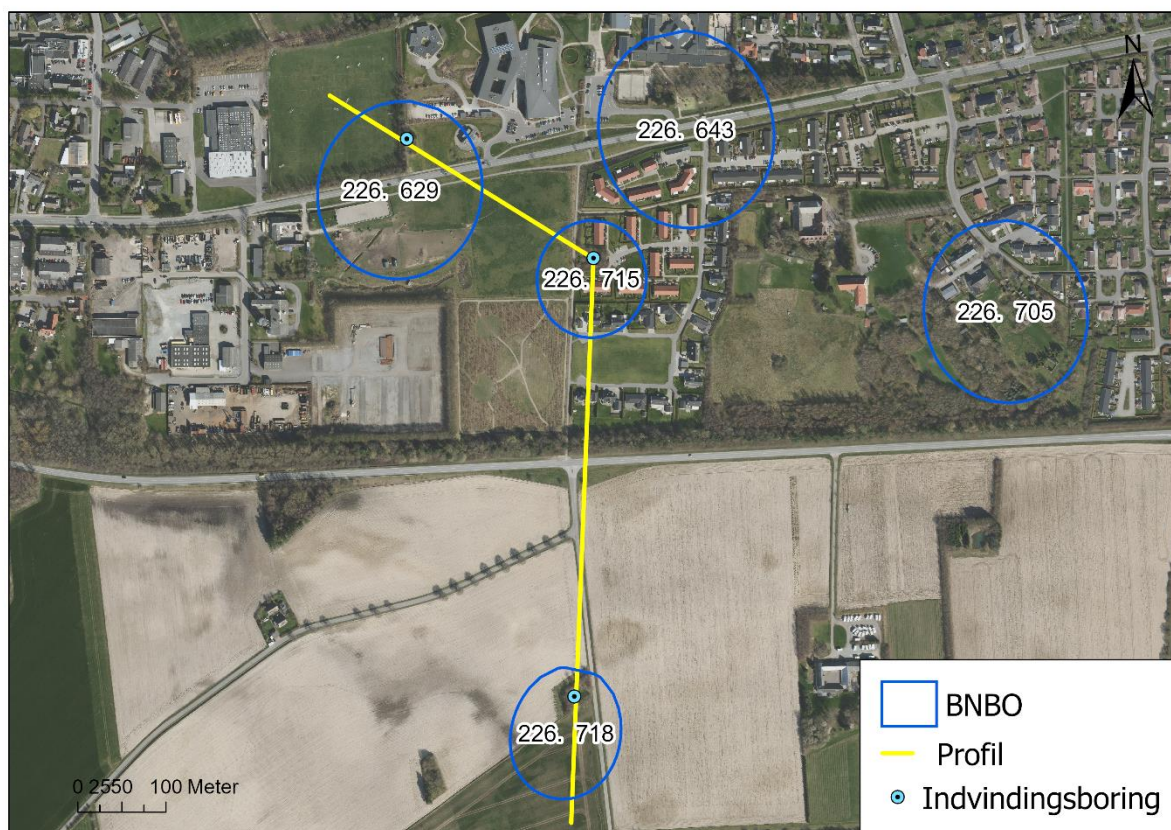 N
226. 643
226. 629
226. 715
226. 705
226. 718
0 2550 100 Meter
BNBO
Profil
Indvindingsboring